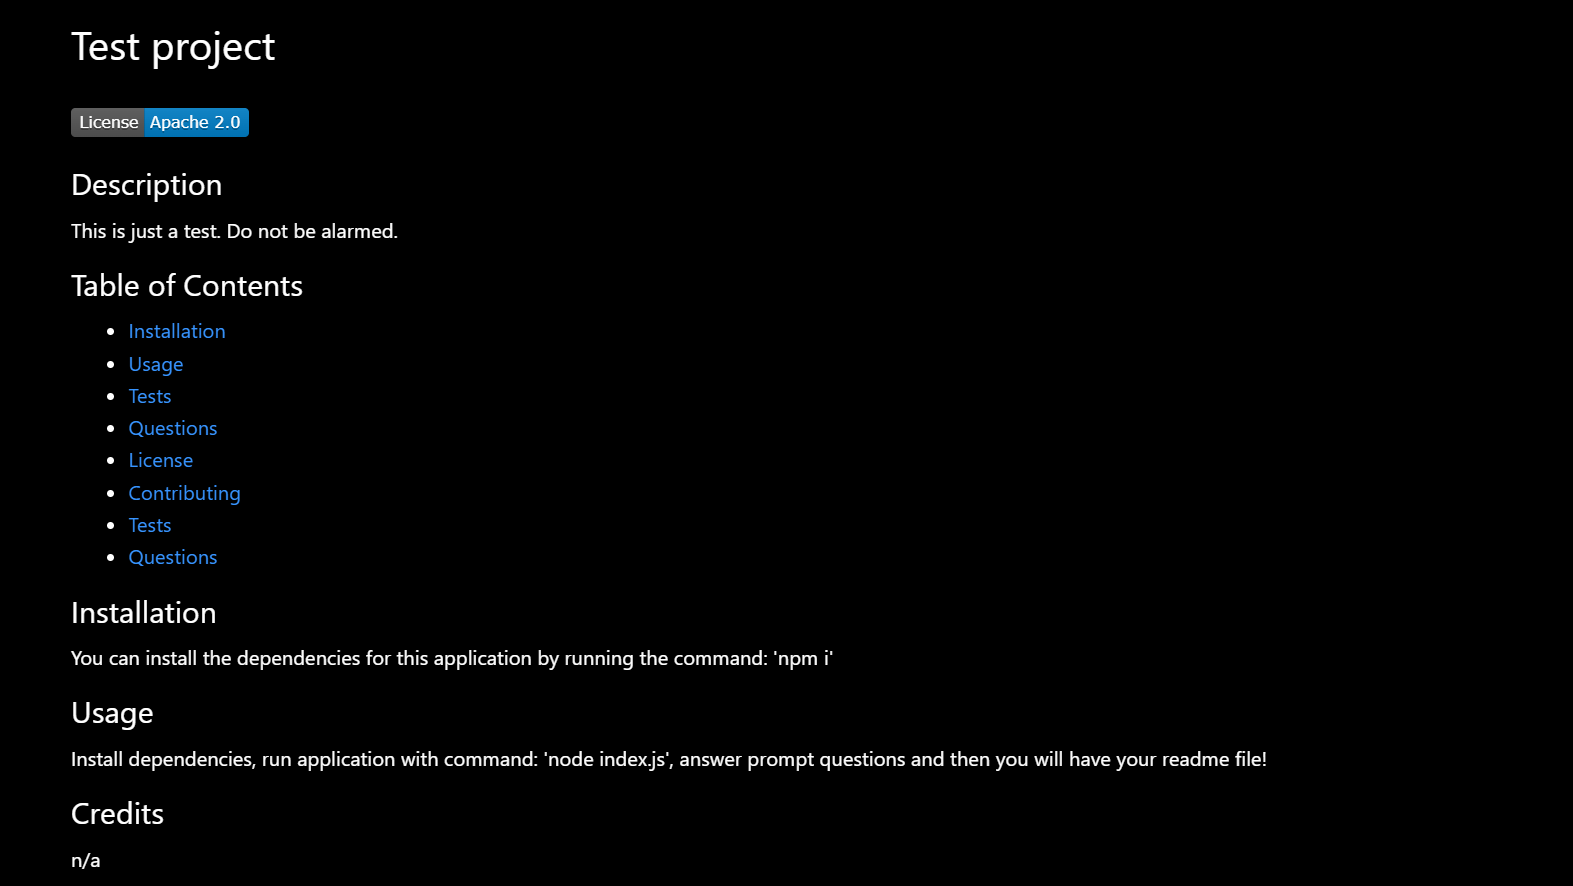 Test project
License Apache 2.0
Description
This is just a test. Do not be alarmed.
Table of Contents
Installation
Usage
Tests
Questions
License
Contributing
Tests
Questions
Installation
You can install the dependencies for this application by running the command: 'npm i'
Usage
Install dependencies, run application with command: 'node index.js', answer prompt questions and then you will have your readme file!
Credits
n/a